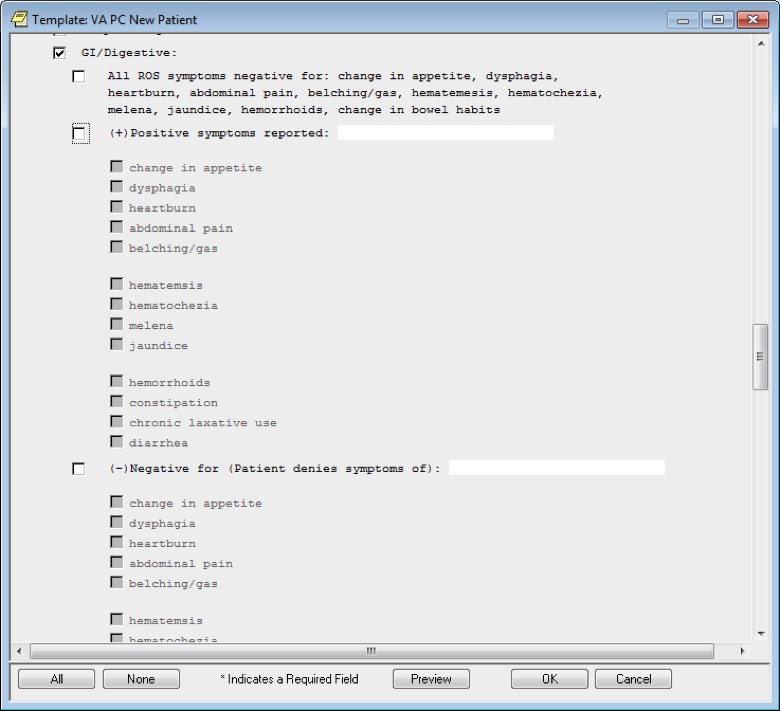 Template: VA PC New Patient
GI/Digestive:
All ROS symptoms negative for: change in appetite, dysphagia,
heartburn, abdominal pain, belching/gas, hematemesis, hematochezia,
melena, jaundice, hemorrhoids, change in bowel habits
(+)Positive symptoms reported:
change in appetite
dysphagia
heartburn
abdominal pain
belching/gas
hematemsis
hematochezia
melena
jaundice
hemorrhoids
constipation
chronic laxative use
diarrhea
(-)Negative for (Patient denies symptoms of):
change in appetite
dysphagia
heartburn
abdominal pain
belching/gas
hematemsis
hematochezia
All None * Indicates a Required Field Preview OK Cancel